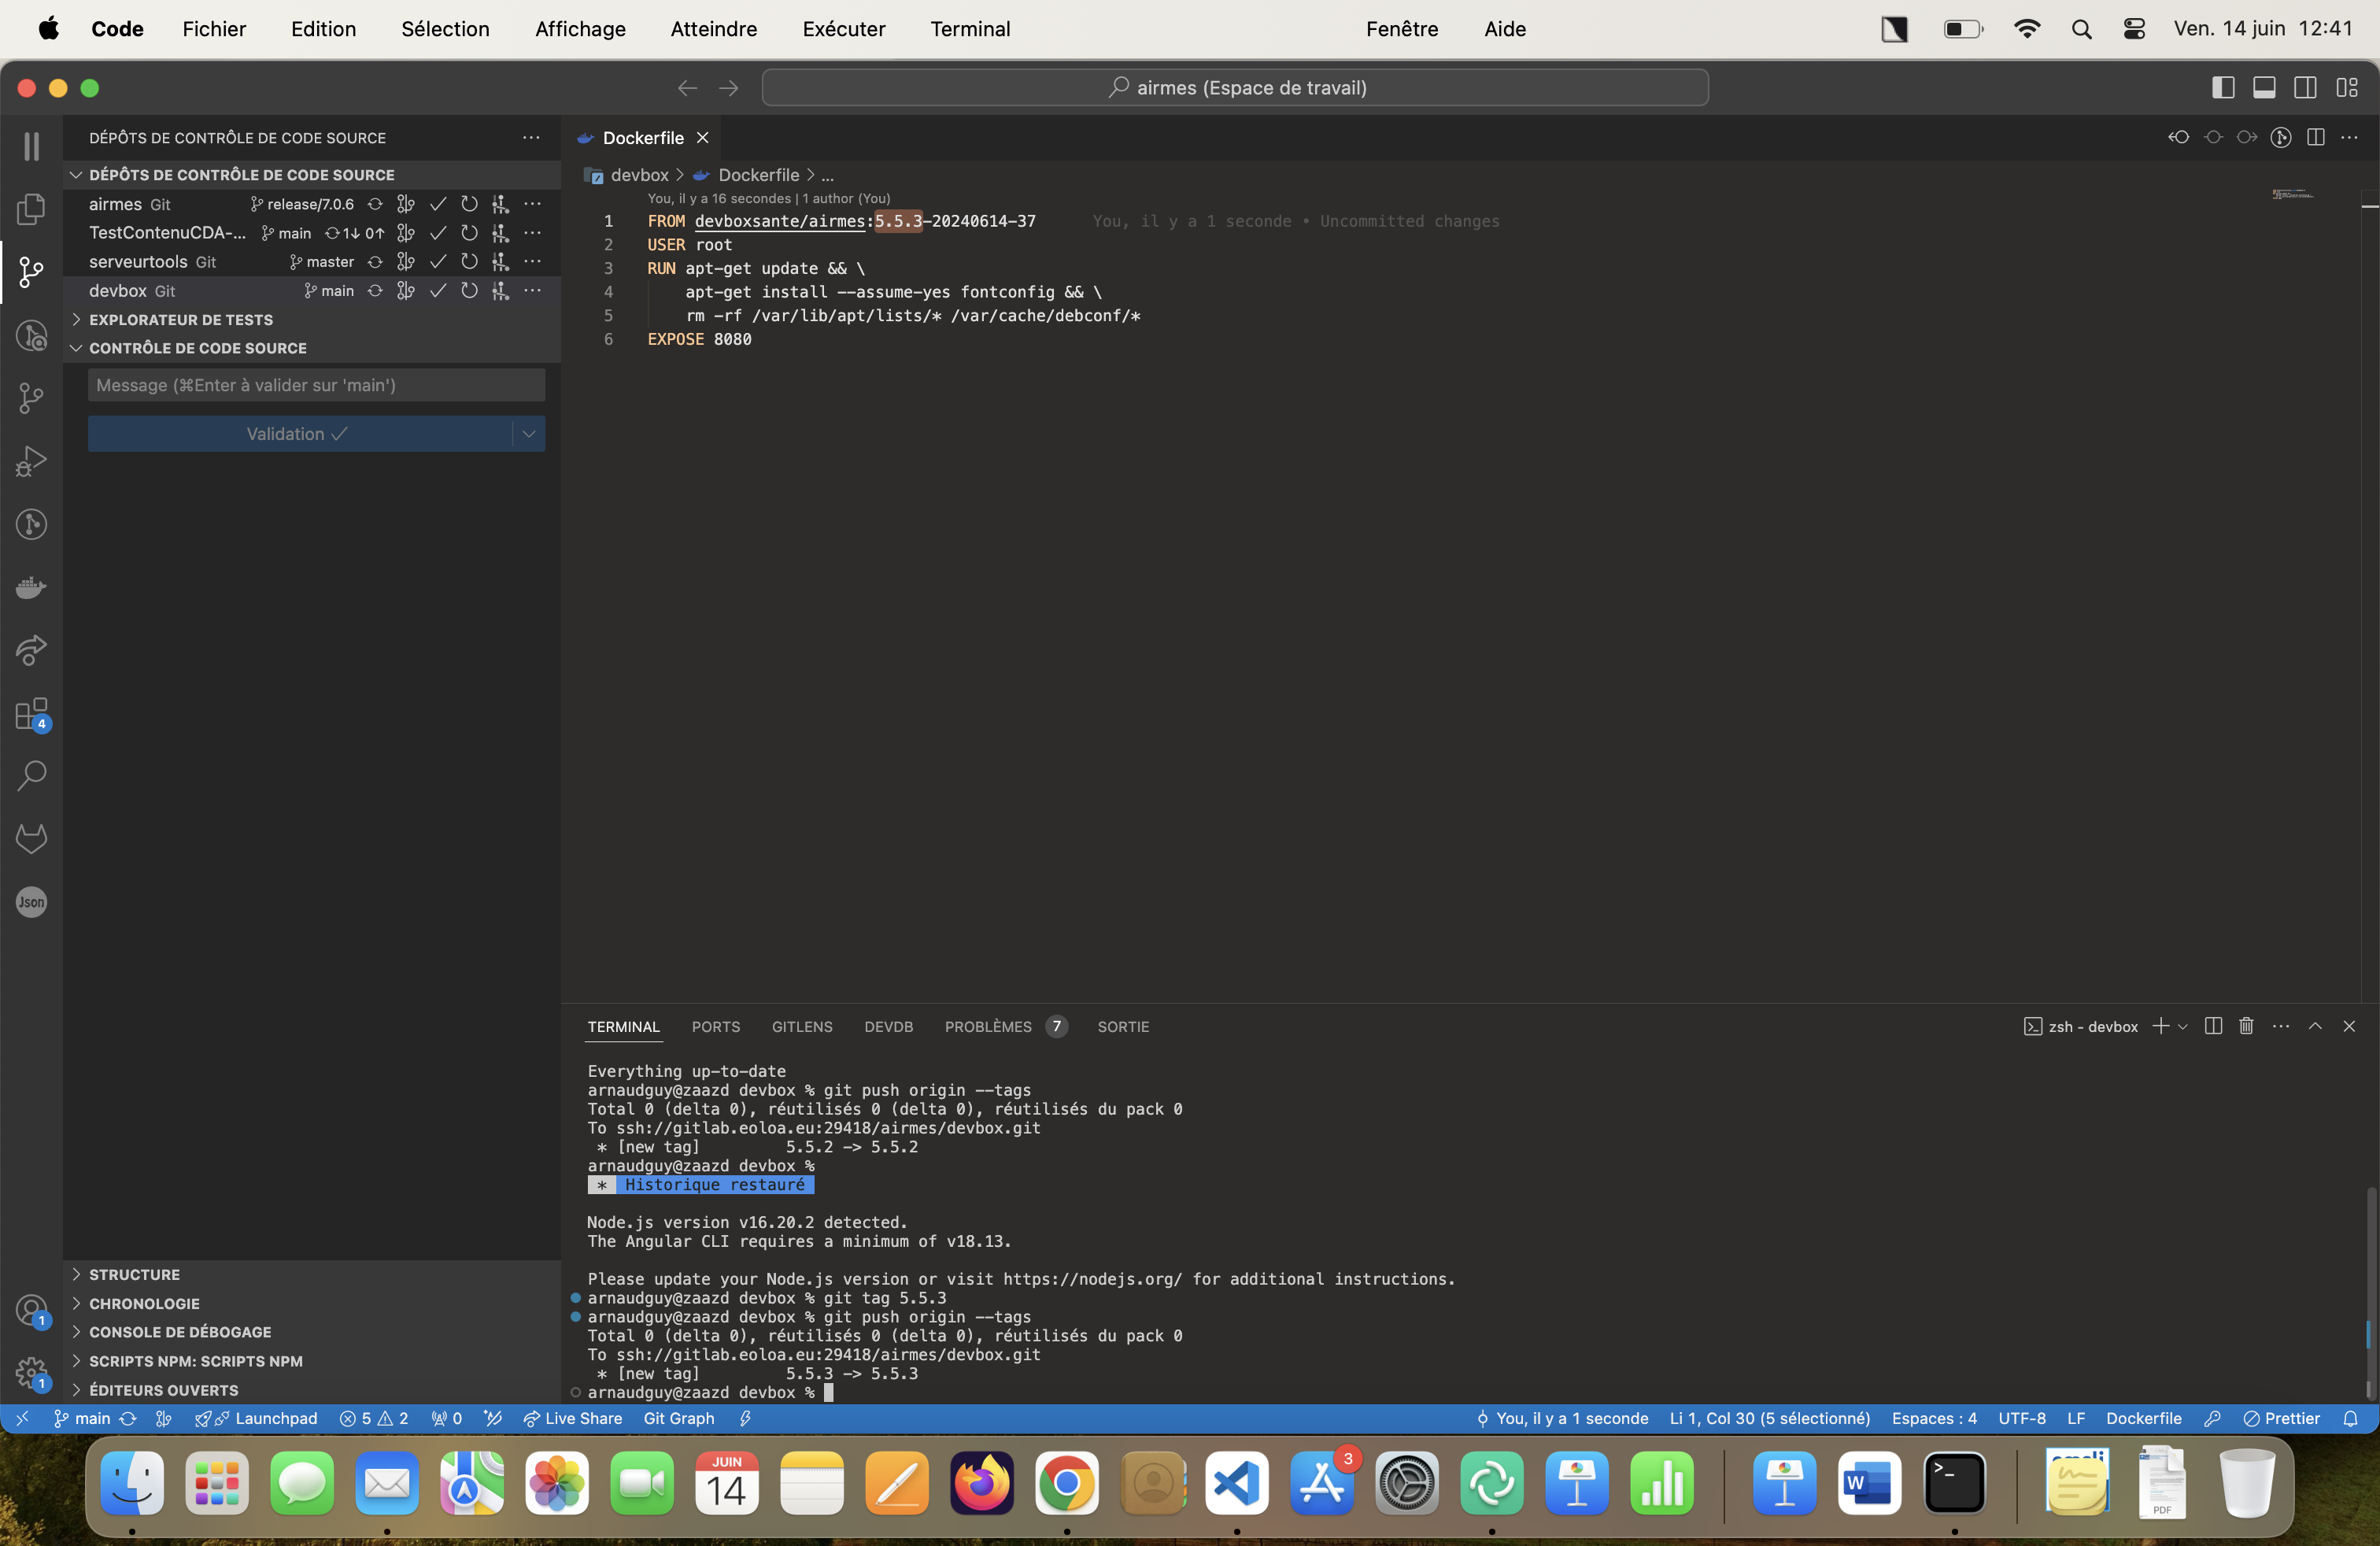 Code Fichier Edition Sélection Affichage Atteindre Exécuter Terminal Fenêtre Aide Ven. 14 juin 12:41
airmes (Espace de travail)
DÉPÔTS DE CONTRÔLE DE CODE SOURCE
DÉPÔTS DE CONTRÔLE DE CODE SOURCE
airmes Git release/7.0.6
TestContenuCDA-... main 1↓ 0↑
serveurtools Git master
devbox Git main
EXPLORATEUR DE TESTS
CONTRÔLE DE CODE SOURCE
Message (⌘Enter à valider sur 'main')
Validation
4
Json
1
1
STRUCTURE
CHRONOLOGIE
CONSOLE DE DÉBOGAGE
SCRIPTS NPM: SCRIPTS NPM
ÉDITEURS OUVERTS
Dockerfile
devbox > Dockerfile > ...
You, il y a 16 secondes | 1 author (You)
1 FROM devboxsante/airmes:5.5.3-20240614-37 You, il y a 1 seconde • Uncommitted changes
2 USER root
3 RUN apt-get update && \
4 apt-get install --assume-yes fontconfig && \
5 rm -rf /var/lib/apt/lists/* /var/cache/debconf/*
6 EXPOSE 8080
TERMINAL PORTS GITLENS DEVDB PROBLÈMES 7 SORTIE zsh - devbox
Everything up-to-date
arnaudguy@zaazd devbox % git push origin --tags
Total 0 (delta 0), réutilisés 0 (delta 0), réutilisés du pack 0
To ssh://gitlab.eoloa.eu:29418/airmes/devbox.git
* [new tag] 5.5.2 -> 5.5.2
arnaudguy@zaazd devbox %
* Historique restauré
Node.js version v16.20.2 detected.
The Angular CLI requires a minimum of v18.13.
Please update your Node.js version or visit https://nodejs.org/ for additional instructions.
arnaudguy@zaazd devbox % git tag 5.5.3
arnaudguy@zaazd devbox % git push origin --tags
Total 0 (delta 0), réutilisés 0 (delta 0), réutilisés du pack 0
To ssh://gitlab.eoloa.eu:29418/airmes/devbox.git
* [new tag] 5.5.3 -> 5.5.3
arnaudguy@zaazd devbox %
main Launchpad 5 2 0 Live Share Git Graph You, il y a 1 seconde Li 1, Col 30 (5 sélectionné) Espaces : 4 UTF-8 LF Dockerfile Prettier
JUIN
14
3
W
>_
PDF